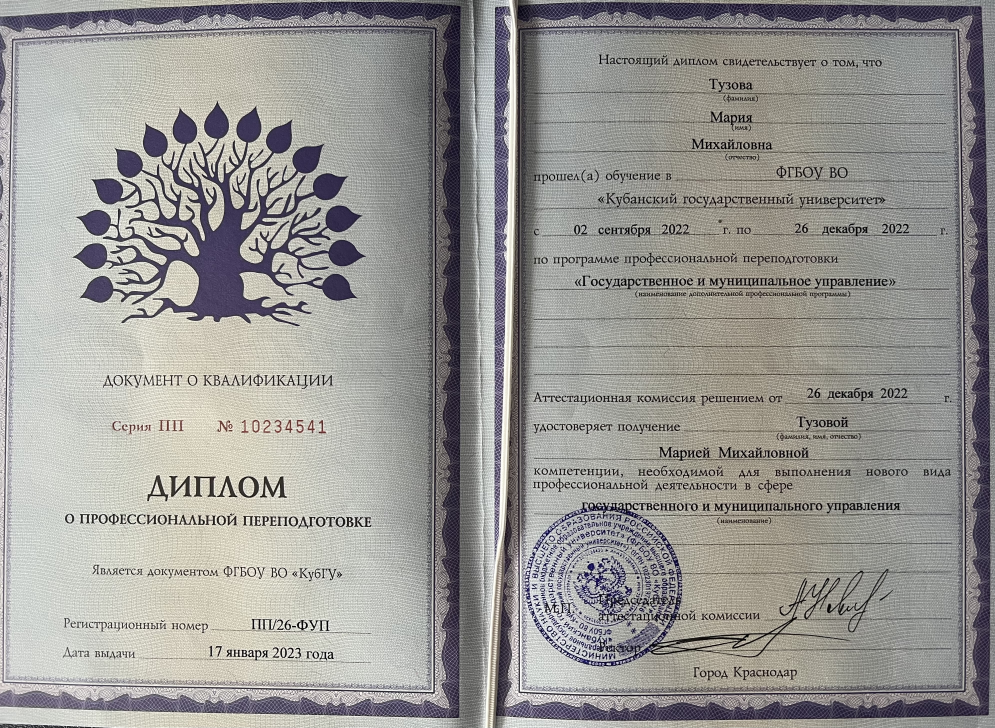 ДОКУМЕНТ О КВАЛИФИКАЦИИ
Серия ПП № 10234541
ДИПЛОМ
О ПРОФЕССИОНАЛЬНОЙ ПЕРЕПОДГОТОВКЕ
Является документом ФГБОУ ВО «КубГУ»
Регистрационный номер ПП/26-ФУП
Дата выдачи 17 января 2023 года
Настоящий диплом свидетельствует о том, что
Тузова
(фамилия)
Мария
(имя)
Михайловна
(отчество)
прошел(а) обучение в ФГБОУ ВО
«Кубанский государственный университет»
с 02 сентября 2022 г. по 26 декабря 2022 г.
по программе профессиональной переподготовки
«Государственное и муниципальное управление»
(наименование дополнительной профессиональной программы)
Аттестационная комиссия решением от 26 декабря 2022 г.
удостоверяет получение Тузовой
(фамилия, имя, отчество)
Марией Михайловной
компетенции, необходимой для выполнения нового вида
профессиональной деятельности в сфере
государственного и муниципального управления
(наименование)
М.П. Председатель
аттестационной комиссии
Ректор
Город Краснодар